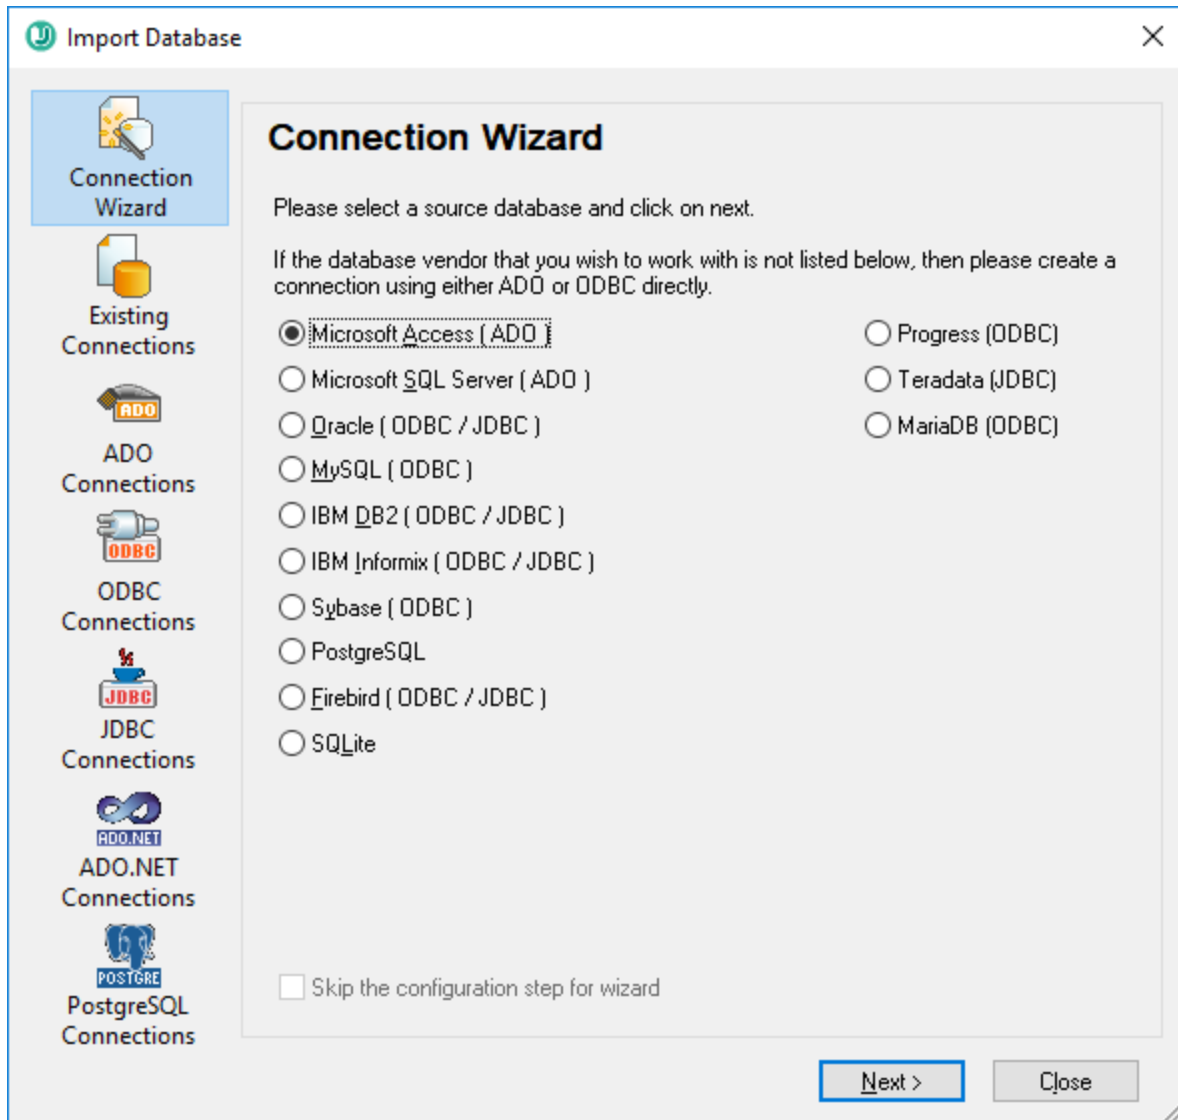 Import Database
Connection
Wizard
Existing
Connections
ADO
ADO
Connections
ODBC
ODBC
Connections
JDBC
JDBC
Connections
ADO.NET
ADO.NET
Connections
POSTGRE
PostgreSQL
Connections
Connection Wizard
Please select a source database and click on next.
If the database vendor that you wish to work with is not listed below, then please create a
connection using either ADO or ODBC directly.
Microsoft Access ( ADO )
Microsoft SQL Server ( ADO )
Oracle ( ODBC / JDBC )
MySQL ( ODBC )
IBM DB2 ( ODBC / JDBC )
IBM Informix ( ODBC / JDBC )
Sybase ( ODBC )
PostgreSQL
Firebird ( ODBC / JDBC )
SQLite
Progress (ODBC)
Teradata (JDBC)
MariaDB (ODBC)
Skip the configuration step for wizard
Next >
Close